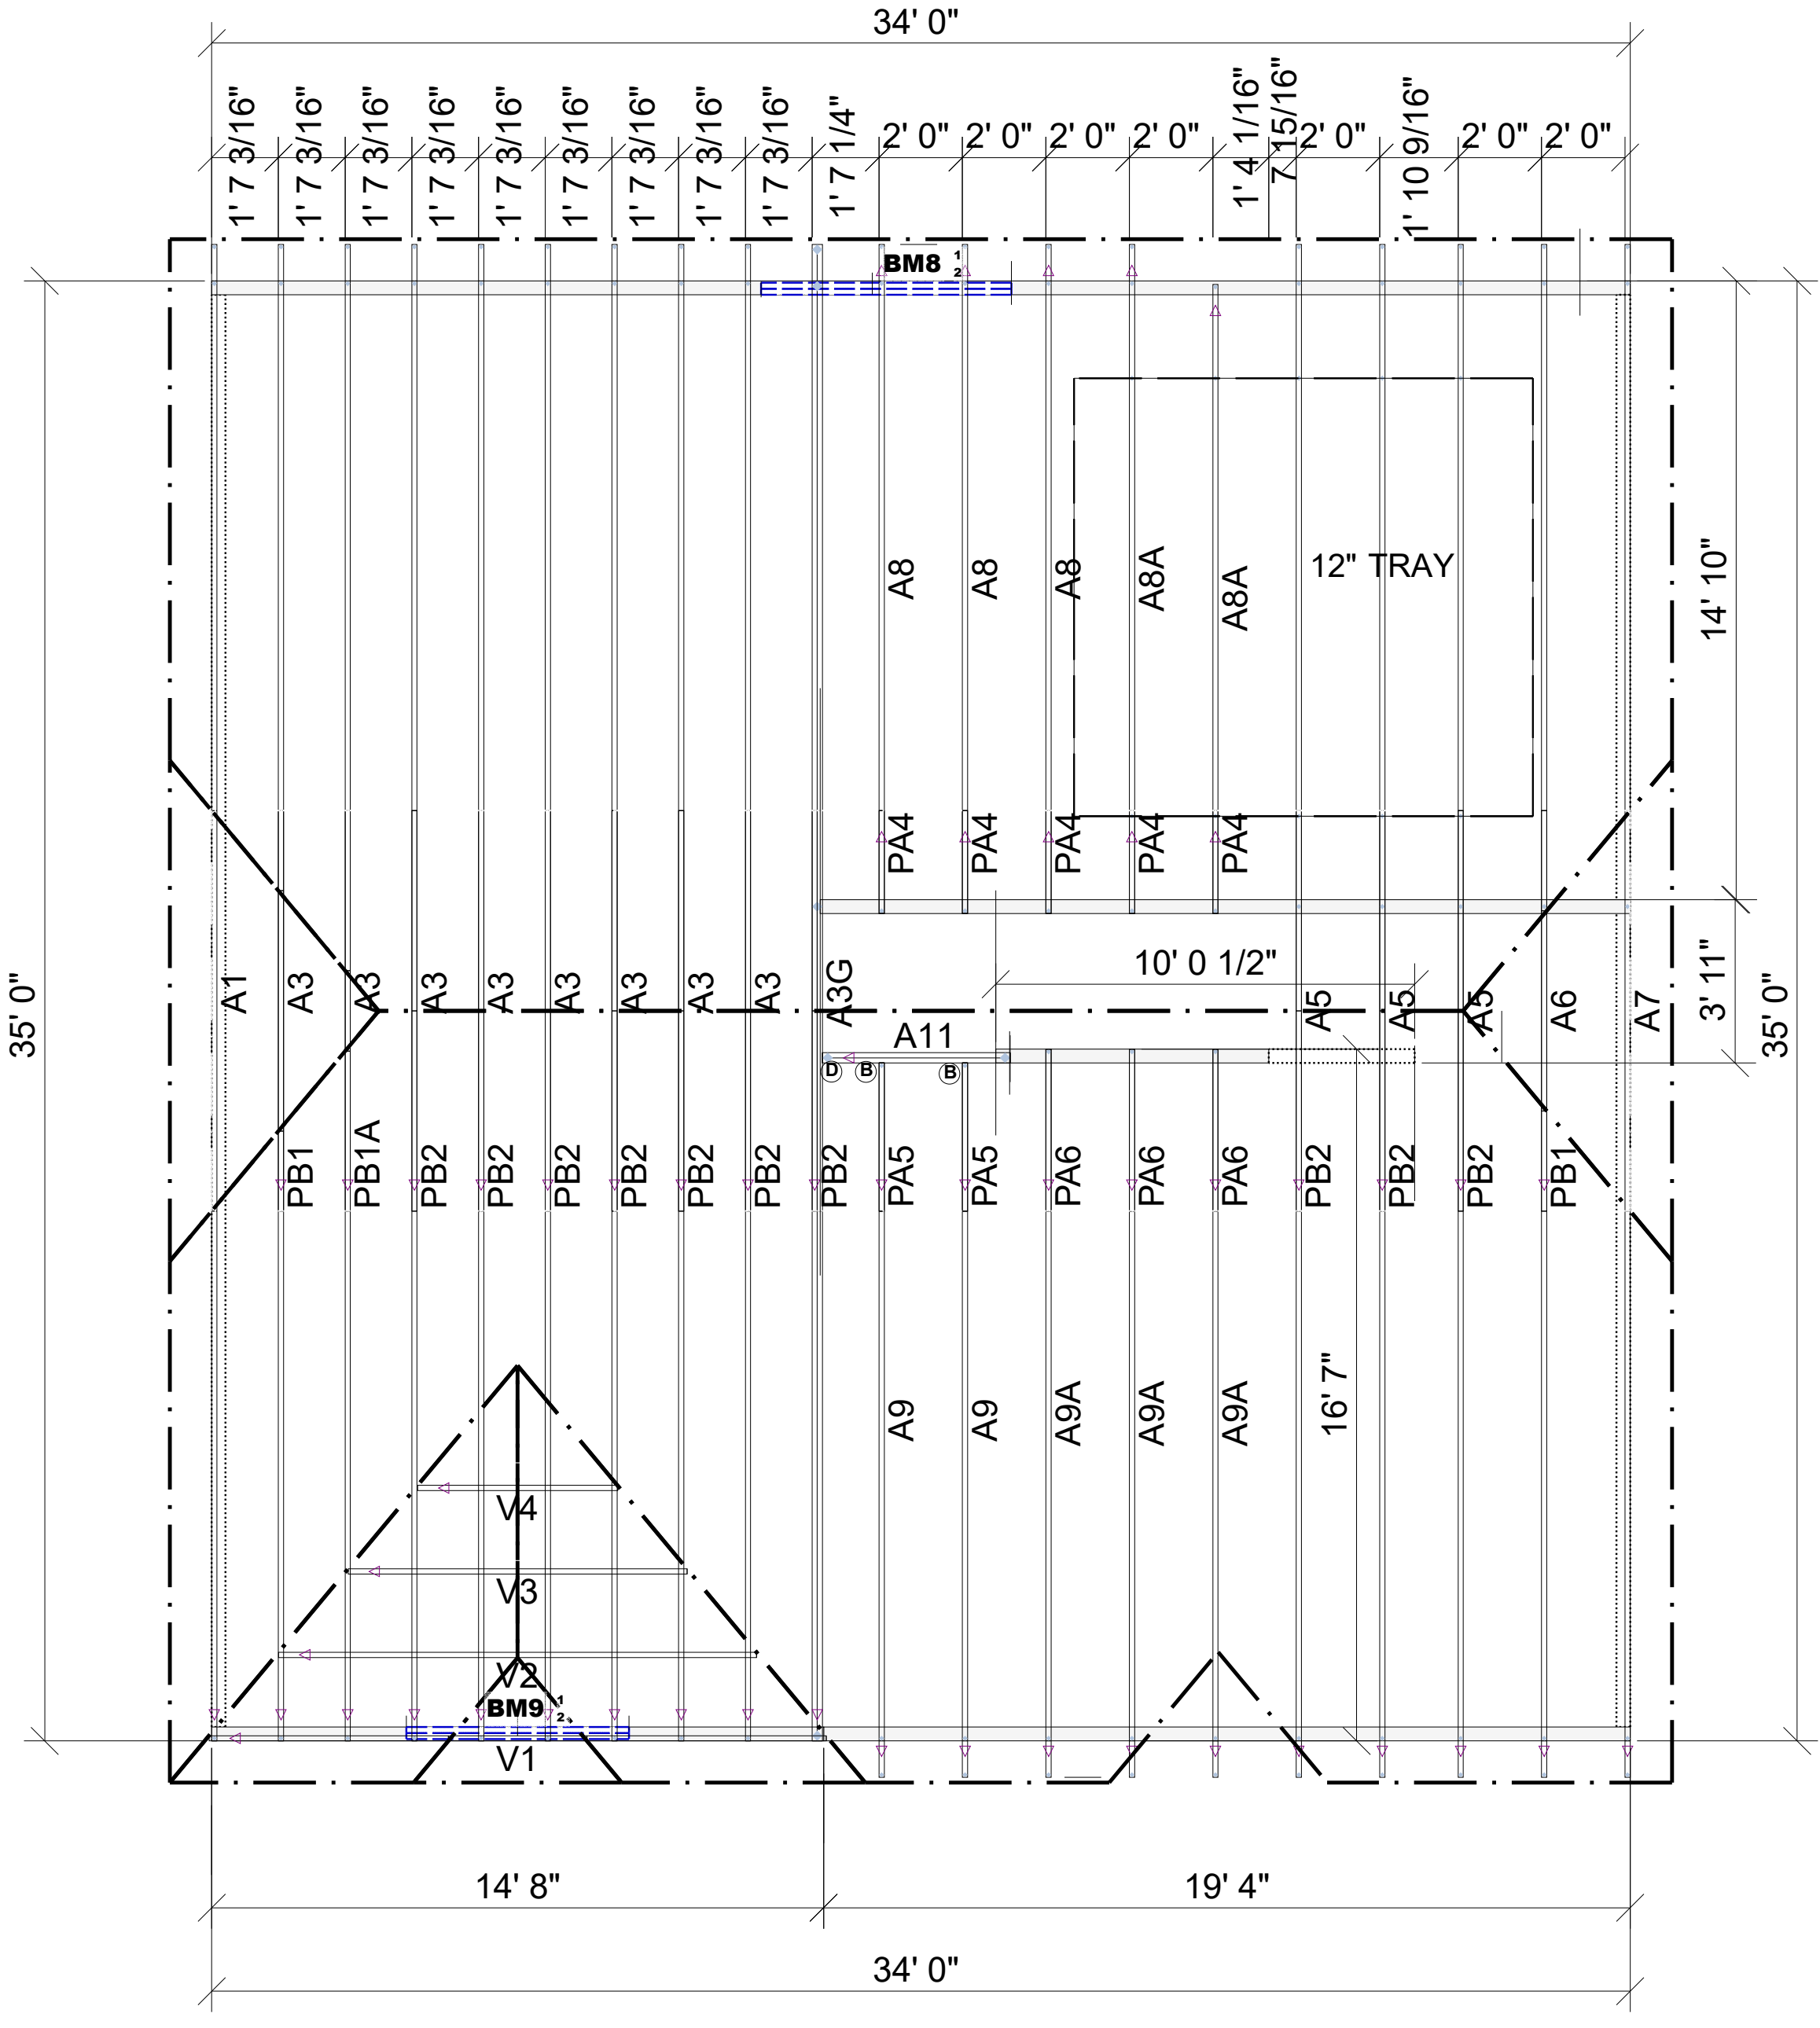 34' 0"
1' 7 3/16"
1' 7 3/16"
1' 7 3/16"
1' 7 3/16"
1' 7 3/16"
1' 7 3/16"
1' 7 3/16"
1' 7 3/16"
1' 7 3/16"
1' 7 1/4"
2' 0"
2' 0"
2' 0"
2' 0"
1' 4 1/16"
7 15/16"
2' 0"
1' 10 9/16"
2' 0"
2' 0"
BM8 1 2
A8
A8
A8
A8A
A8A
12" TRAY
14' 10"
PA4
PA4
PA4
PA4
PA4
35' 0"
A1
A3
A3
A3
A3
A3
A3
A3
A3
A3G
10' 0 1/2"
A5
A5
A5
A6
A7
3' 11"
35' 0"
A11
D
B
B
PB1
PB1A
PB2
PB2
PB2
PB2
PB2
PB2
PB2
PA5
PA5
PA6
PA6
PA6
PB2
PB2
PB2
PB1
A9
A9
A9A
A9A
A9A
16' 7"
V4
V3
V2
BM9 1 2
V1
14' 8"
19' 4"
34' 0"